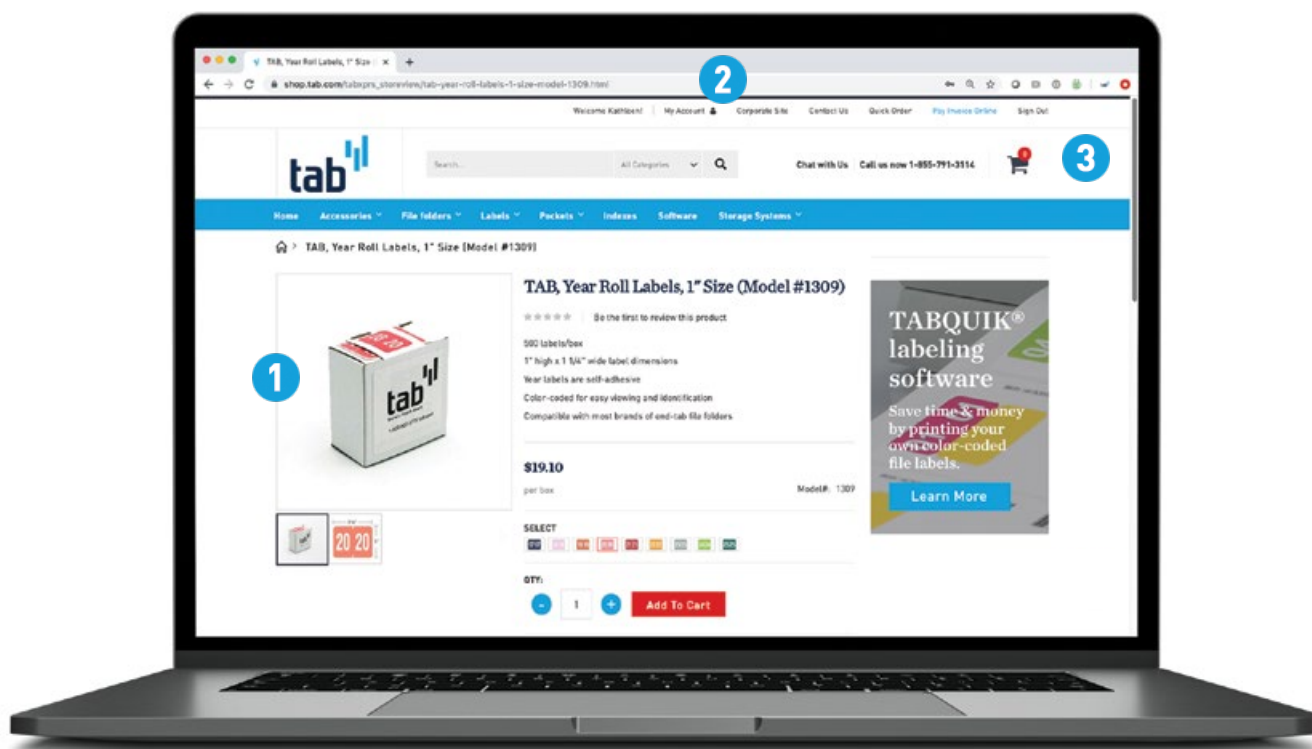 TAB, Year Roll Labels, 1" Size
shop.tab.com/tabxprs_storeview/tab-year-roll-labels-1-size-model-1309.html
2
Welcome Kathleen! My Account Corporate Site Contact Us Quick Order Pay Invoice Online Sign Out
tab
Search... All Categories
Chat with Us Call us now 1-855-791-3114 0
3
Home Accessories File folders Labels Pockets Indexes Software Storage Systems
TAB, Year Roll Labels, 1" Size (Model #1309)
1
20 20
tab
20 20
TAB, Year Roll Labels, 1" Size (Model #1309)
Be the first to review this product
500 labels/box
1" high x 1 1/4" wide label dimensions
Year labels are self-adhesive
Color-coded for easy viewing and identification
Compatible with most brands of end-tab file folders
$19.10
per box
Model#: 1309
SELECT
QTY:
- 1 + Add To Cart
TABQUIK®
labeling
software
Save time & money
by printing your
own color-coded
file labels.
Learn More